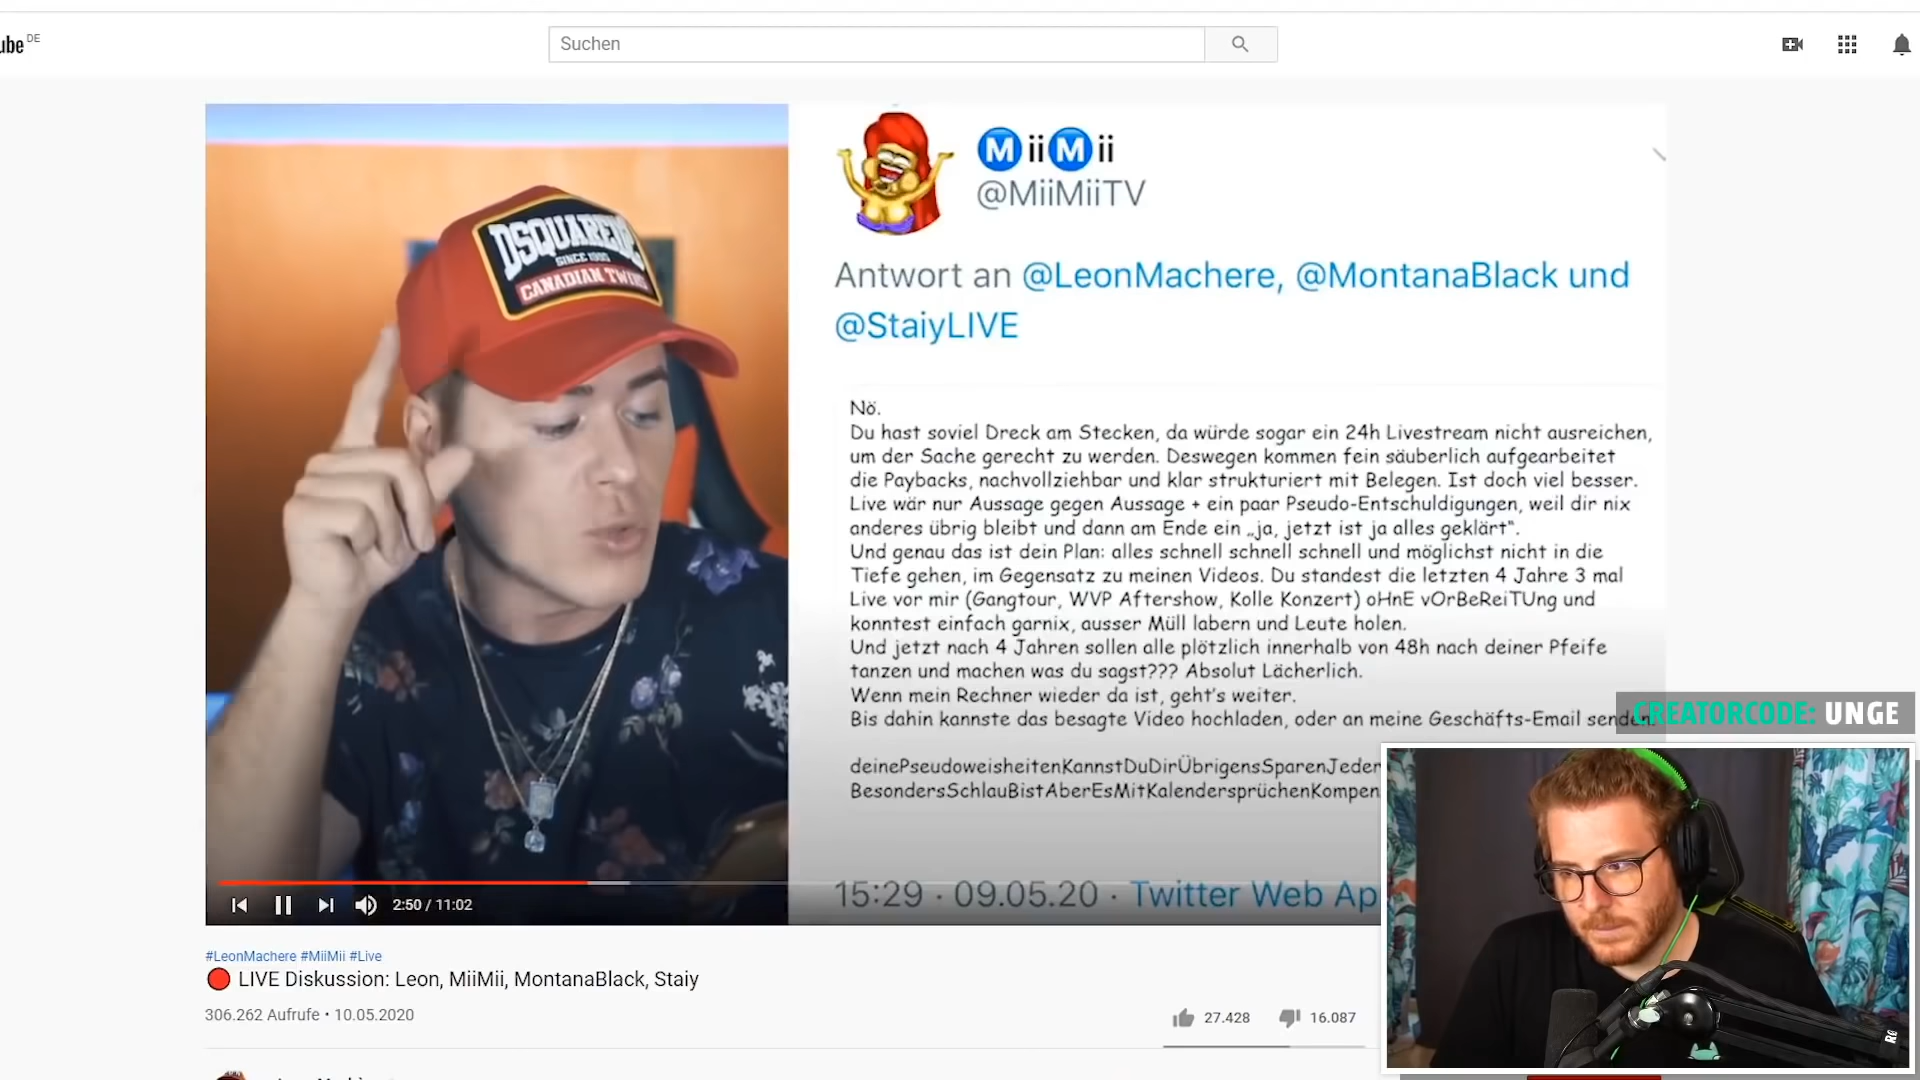 ube DE
Suchen
DSQUARED2
SINCE 1995
CANADIAN TWINS
MiiMii
@MiiMiiTV
Antwort an @LeonMachere, @MontanaBlack und
@StaiyLIVE
Nö.
Du hast soviel Dreck am Stecken, da würde sogar ein 24h Livestream nicht ausreichen,
um der Sache gerecht zu werden. Deswegen kommen fein säuberlich aufgearbeitet
die Paybacks, nachvollziehbar und klar strukturiert mit Belegen. Ist doch viel besser.
Live wär nur Aussage gegen Aussage + ein paar Pseudo-Entschuldigungen, weil dir nix
anderes übrig bleibt und dann am Ende ein „ja, jetzt ist ja alles geklärt“.
Und genau das ist dein Plan: alles schnell schnell schnell und möglichst nicht in die
Tiefe gehen, im Gegensatz zu meinen Videos. Du standest die letzten 4 Jahre 3 mal
Live vor mir (Gangtour, WVP Aftershow, Kolle Konzert) oHnE vOrBeReiTUng und
konntest einfach garnix, ausser Müll labern und Leute holen.
Und jetzt nach 4 Jahren sollen alle plötzlich innerhalb von 48h nach deiner Pfeife
tanzen und machen was du sagst??? Absolut Lächerlich.
Wenn mein Rechner wieder da ist, geht's weiter.
Bis dahin kannste das besagte Video hochladen, oder an meine Geschäfts-Email senden
CREATORCODE: UNGE
deinePseudoweisheitenKannstDuDirÜbrigensSparenJeder
BesondersSchlauBistAberEsMitKalendersprüchenKompen
15:29 · 09.05.20 · Twitter Web Ap
2:50 / 11:02
#LeonMachere #MiiMii #Live
LIVE Diskussion: Leon, MiiMii, MontanaBlack, Staiy
306.262 Aufrufe • 10.05.2020
27.428 16.087